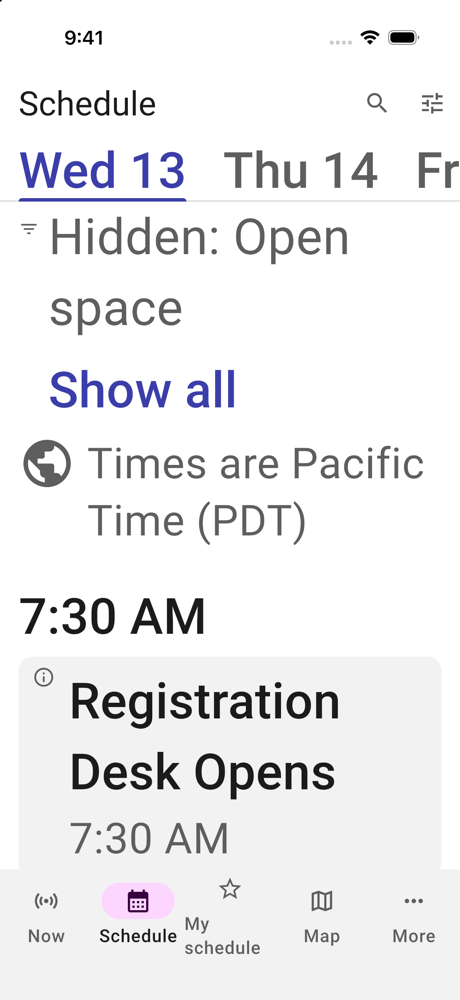 9:41
Schedule
Wed 13 Thu 14 Fr
Hidden: Open
space
Show all
Times are Pacific
Time (PDT)
7:30 AM
Registration
Desk Opens
7:30 AM
Now
Schedule
My
schedule
Map
More